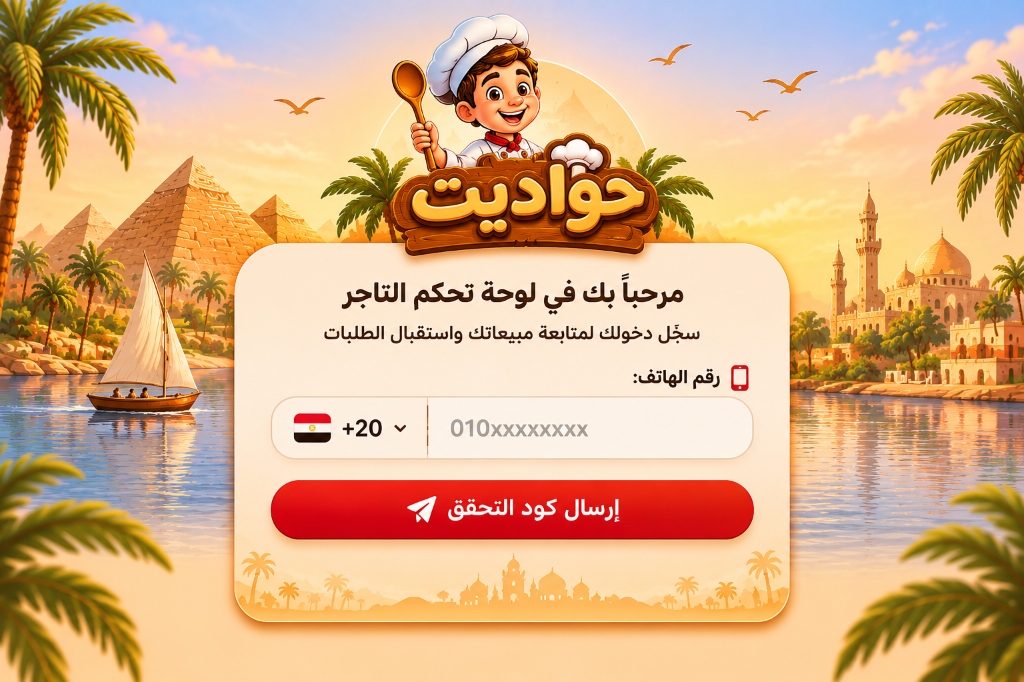 حواديت
مرحباً بك في لوحة تحكم التاجر
سجّل دخولك لمتابعة مبيعاتك واستقبال الطلبات
رقم الهاتف:
+20 010xxxxxxxx
إرسال كود التحقق